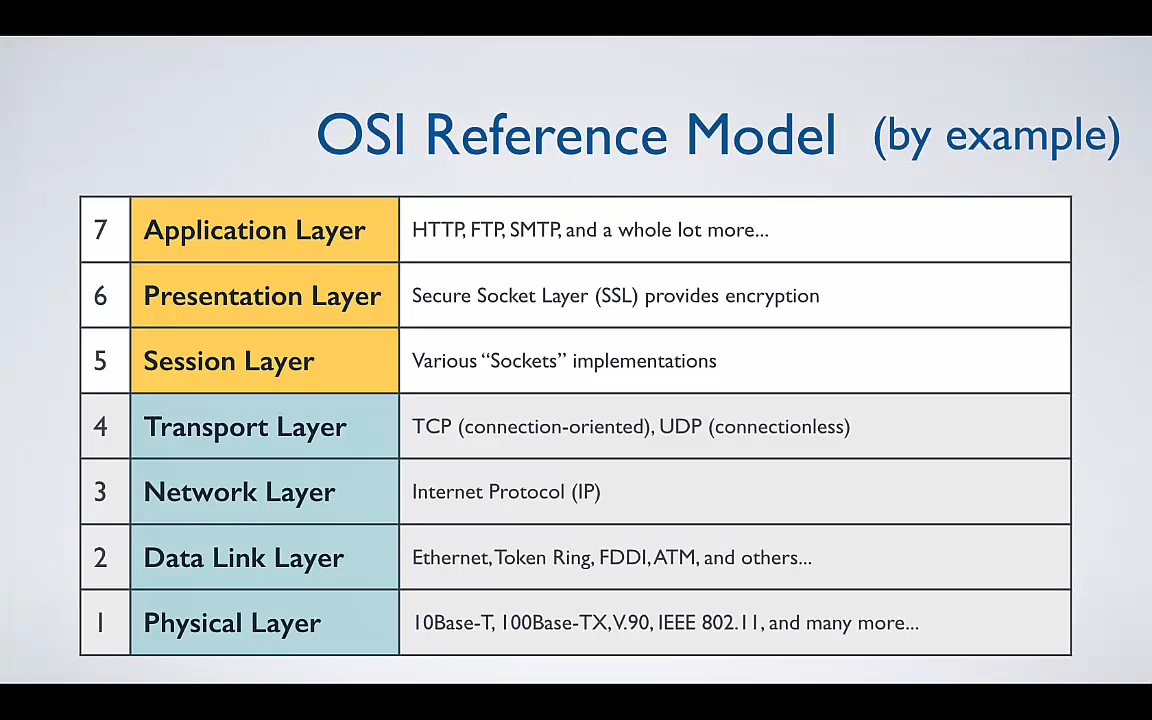 OSI Reference Model (by example)
7 Application Layer HTTP, FTP, SMTP, and a whole lot more...
6 Presentation Layer Secure Socket Layer (SSL) provides encryption
5 Session Layer Various “Sockets” implementations
4 Transport Layer TCP (connection-oriented), UDP (connectionless)
3 Network Layer Internet Protocol (IP)
2 Data Link Layer Ethernet, Token Ring, FDDI, ATM, and others...
1 Physical Layer 10Base-T, 100Base-TX, V.90, IEEE 802.11, and many more...